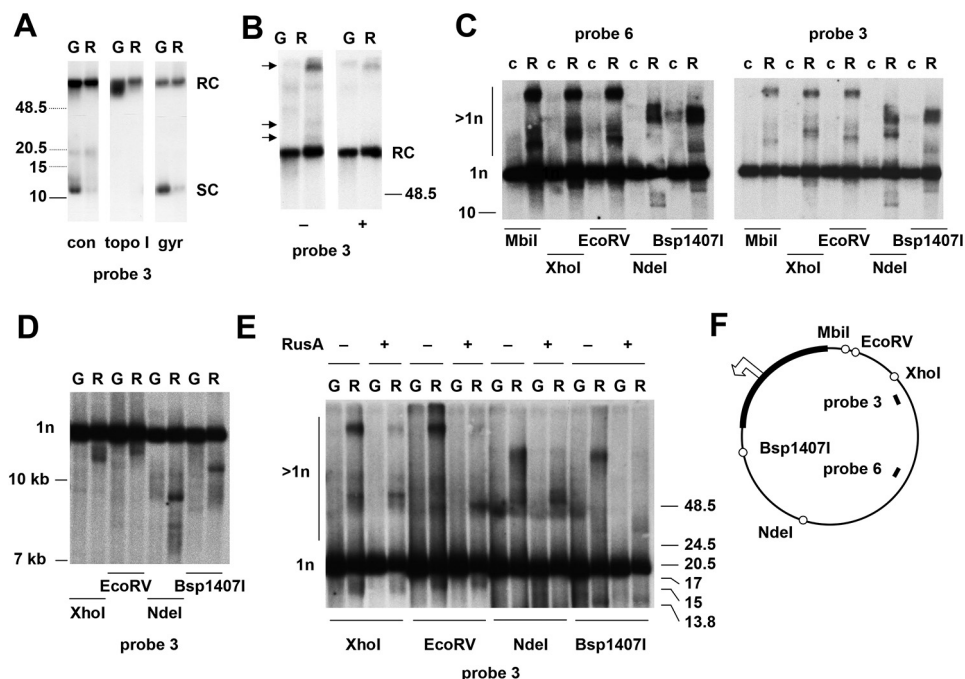 A
G R G R G R
RC
48.5
20.5
15
10
SC
con topo I gyr
probe 3
B
G R G R
RC
48.5
– +
probe 3
C
probe 6 probe 3
c R c R c R c R c R c R c R c R c R c R
>1n
1n
10
MbiI EcoRV Bsp1407I MbiI EcoRV Bsp1407I
XhoI NdeI XhoI NdeI
D
G R G R G R G R
1n
10 kb
7 kb
EcoRV Bsp1407I
XhoI NdeI
probe 3
E
RusA – + – + – + – +
G R G R G R G R G R G R G R G R
>1n
1n
48.5
24.5
20.5
17
15
13.8
XhoI EcoRV NdeI Bsp1407I
probe 3
F
MbiI
EcoRV
XhoI
probe 3
Bsp1407I
probe 6
NdeI